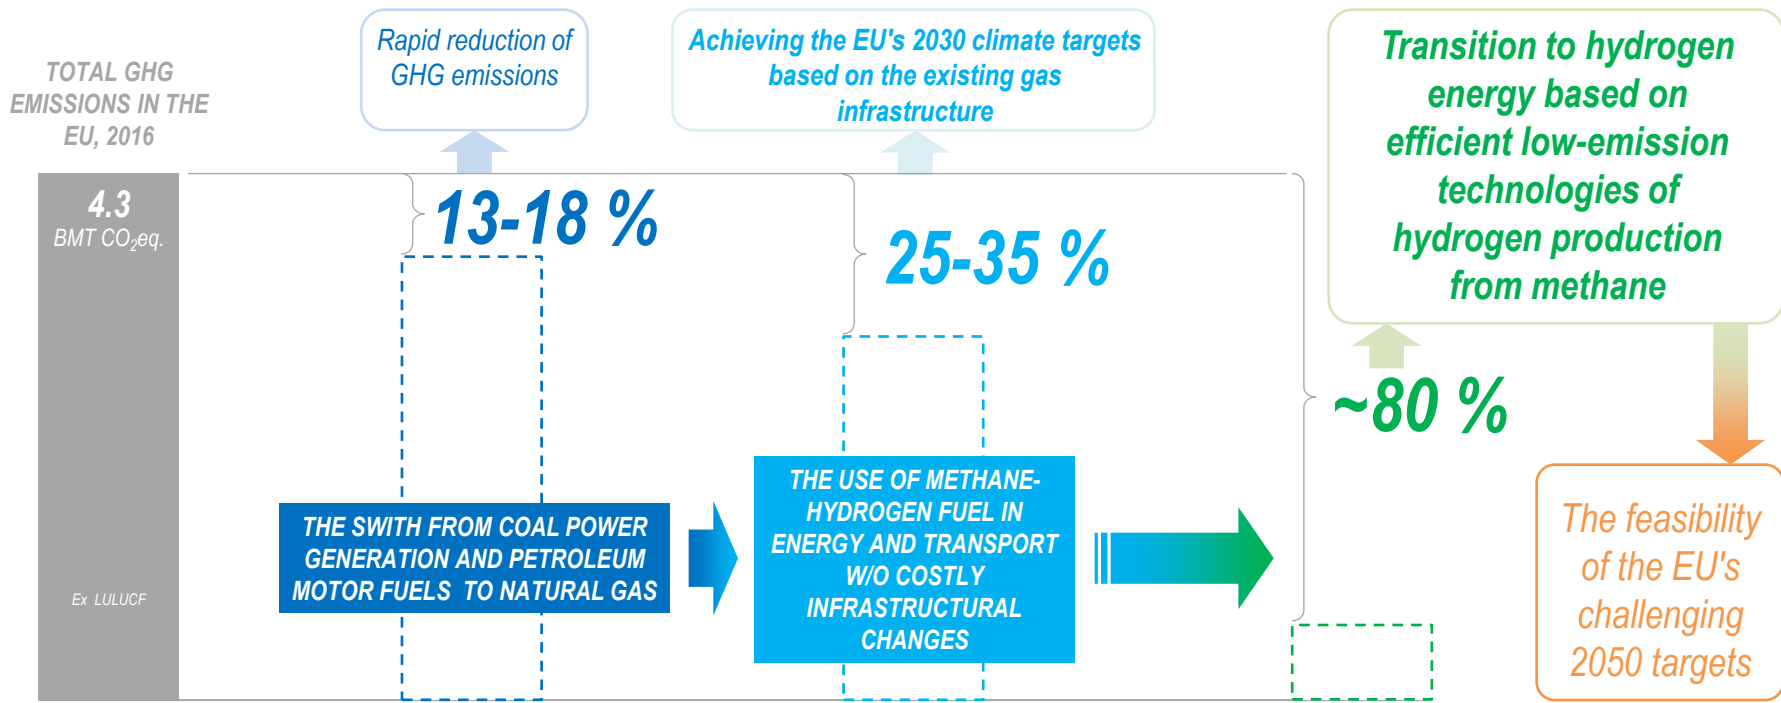 TOTAL GHG
EMISSIONS IN THE
EU, 2016
4.3
BMT CO₂eq.
Ex LULUCF
Rapid reduction of
GHG emissions
13-18 %
THE SWITH FROM COAL POWER
GENERATION AND PETROLEUM
MOTOR FUELS TO NATURAL GAS
Achieving the EU's 2030 climate targets
based on the existing gas
infrastructure
25-35 %
THE USE OF METHANE-
HYDROGEN FUEL IN
ENERGY AND TRANSPORT
W/O COSTLY
INFRASTRUCTURAL
CHANGES
Transition to hydrogen
energy based on
efficient low-emission
technologies of
hydrogen production
from methane
~80 %
The feasibility
of the EU's
challenging
2050 targets